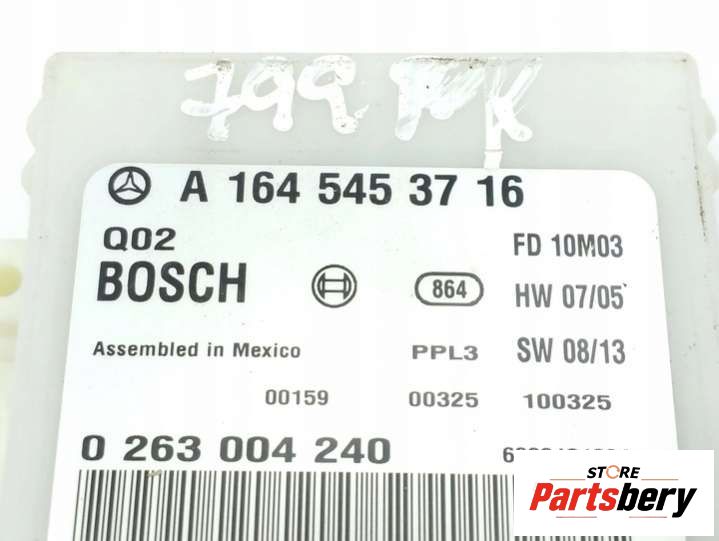 799
A 164 545 37 16
Q02
FD 10M03
BOSCH
864
HW 07/05
Assembled in Mexico
PPL3
SW 08/13
00159
00325
100325
0 263 004 240
STORE
Partsbery